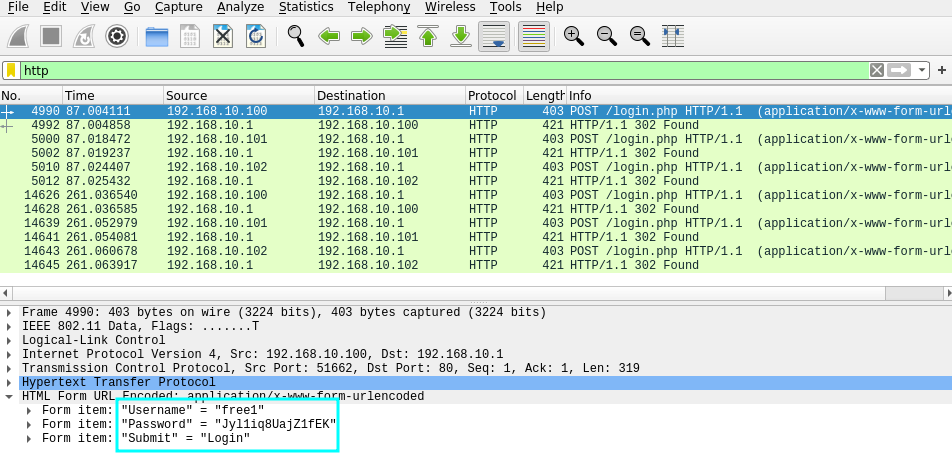 File Edit View Go Capture Analyze Statistics Telephony Wireless Tools Help
http
No. Time Source Destination Protocol Length Info
4990 87.004111 192.168.10.100 192.168.10.1 HTTP 403 POST /login.php HTTP/1.1 (application/x-www-form-urle
4992 87.004858 192.168.10.1 192.168.10.100 HTTP 421 HTTP/1.1 302 Found
5000 87.018472 192.168.10.101 192.168.10.1 HTTP 403 POST /login.php HTTP/1.1 (application/x-www-form-urle
5002 87.019237 192.168.10.1 192.168.10.101 HTTP 421 HTTP/1.1 302 Found
5010 87.024407 192.168.10.102 192.168.10.1 HTTP 403 POST /login.php HTTP/1.1 (application/x-www-form-urle
5012 87.025432 192.168.10.1 192.168.10.102 HTTP 421 HTTP/1.1 302 Found
14626 261.036540 192.168.10.100 192.168.10.1 HTTP 403 POST /login.php HTTP/1.1 (application/x-www-form-urle
14628 261.036585 192.168.10.1 192.168.10.100 HTTP 421 HTTP/1.1 302 Found
14639 261.052979 192.168.10.101 192.168.10.1 HTTP 403 POST /login.php HTTP/1.1 (application/x-www-form-urle
14641 261.054081 192.168.10.1 192.168.10.101 HTTP 421 HTTP/1.1 302 Found
14643 261.060678 192.168.10.102 192.168.10.1 HTTP 403 POST /login.php HTTP/1.1 (application/x-www-form-urle
14645 261.063917 192.168.10.1 192.168.10.102 HTTP 421 HTTP/1.1 302 Found
Frame 4990: 403 bytes on wire (3224 bits), 403 bytes captured (3224 bits)
IEEE 802.11 Data, Flags: .......T
Logical-Link Control
Internet Protocol Version 4, Src: 192.168.10.100, Dst: 192.168.10.1
Transmission Control Protocol, Src Port: 51662, Dst Port: 80, Seq: 1, Ack: 1, Len: 319
Hypertext Transfer Protocol
HTML Form URL Encoded: application/x-www-form-urlencoded
Form item: "Username" = "free1"
Form item: "Password" = "Jyl1iq8UajZ1fEK"
Form item: "Submit" = "Login"